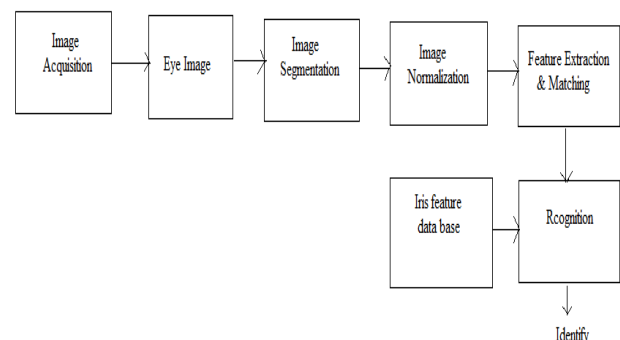 Image
Acquisition
Eye Image
Image
Segmentation
Image
Normalization
Feature Extraction
& Matching
Iris feature
data base
Rcognition
Identify